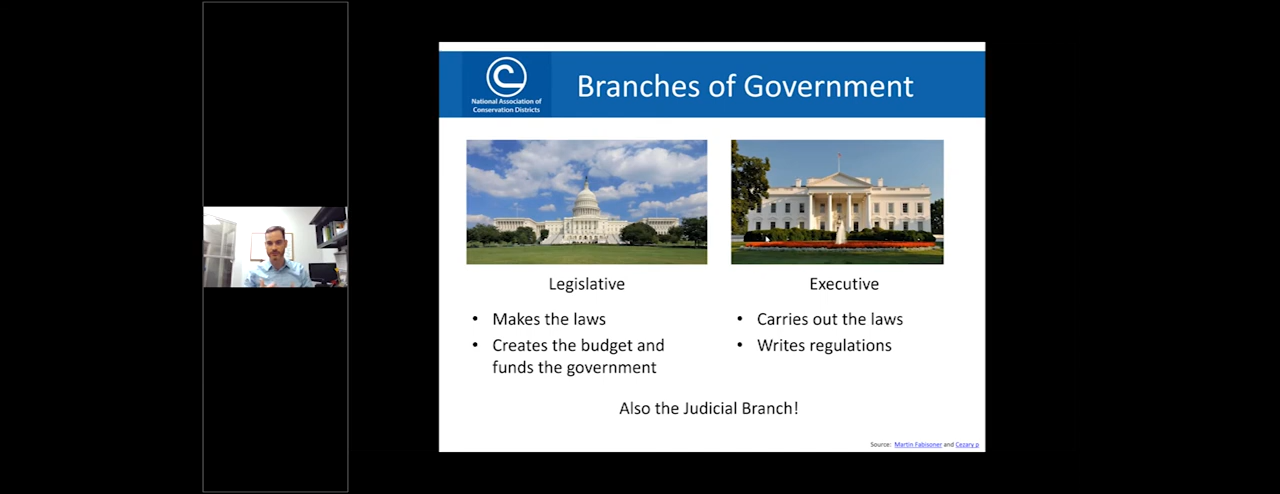 National Association of
Conservation Districts
Branches of Government
Legislative
• Makes the laws
• Creates the budget and
funds the government
Executive
• Carries out the laws
• Writes regulations
Also the Judicial Branch!
Source: Martin Fabisoner and Cezary p